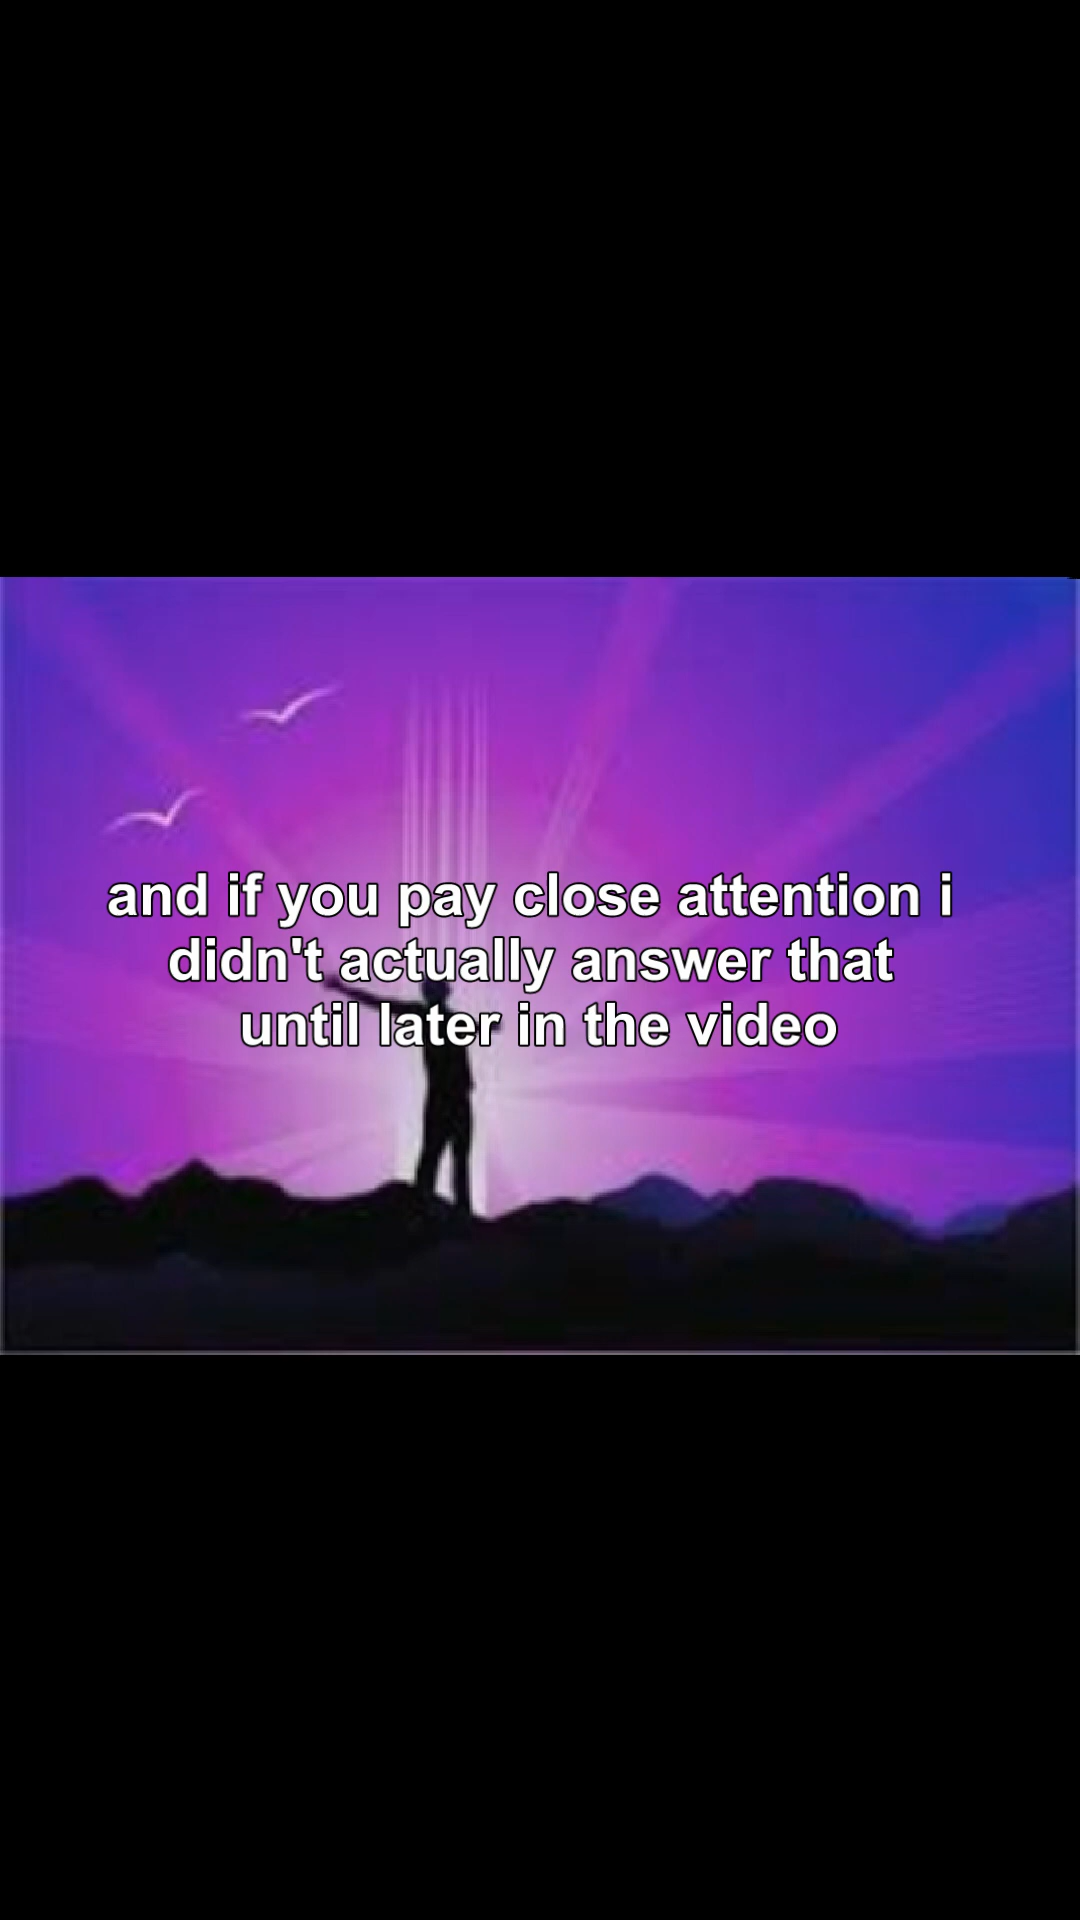 and if you pay close attention i
didn't actually answer that
until later in the video